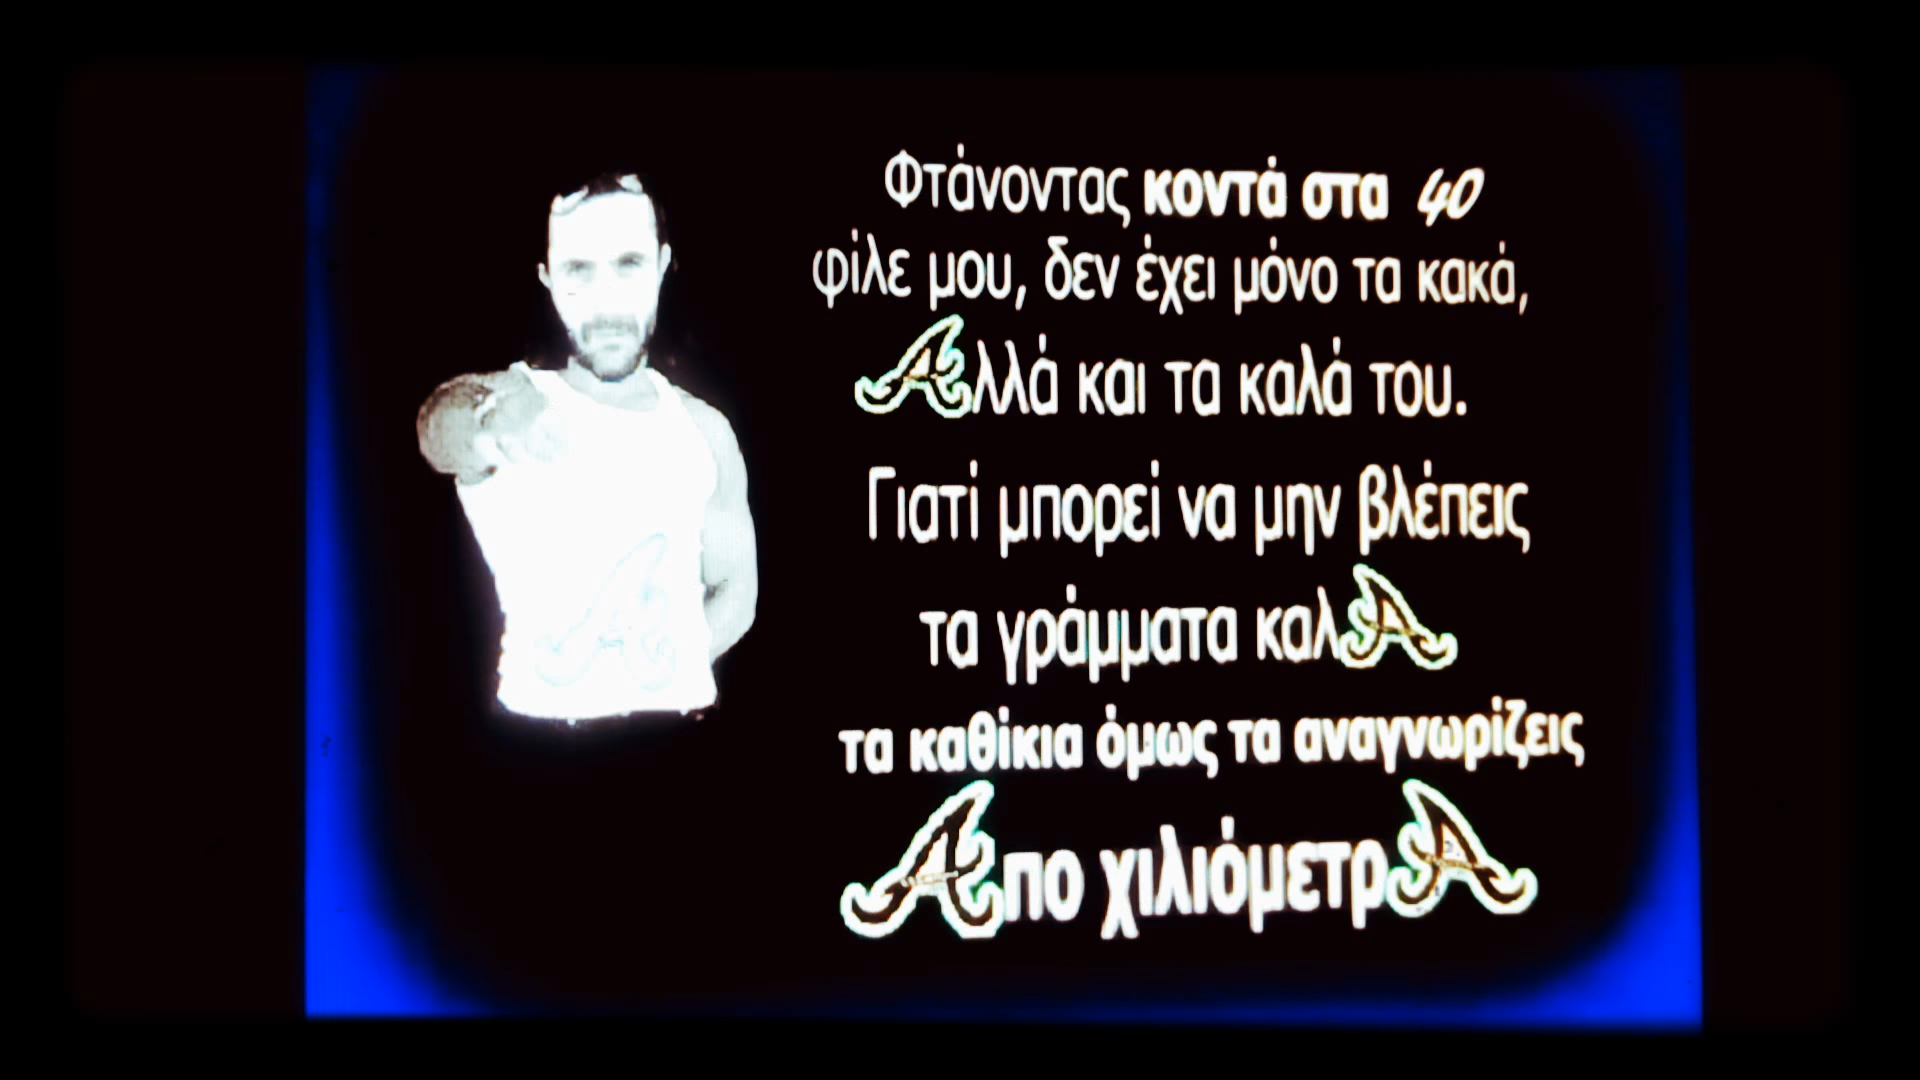 Φτάνοντας κοντά στα 40
φίλε μου, δεν έχει μόνο τα κακά,
Αλλά και τα καλά του.
Γιατί μπορεί να μην βλέπεις
τα γράμματα καλΑ
τα καθίκια όμως τα αναγνωρίζεις
Απο χιλιόμετρΑ